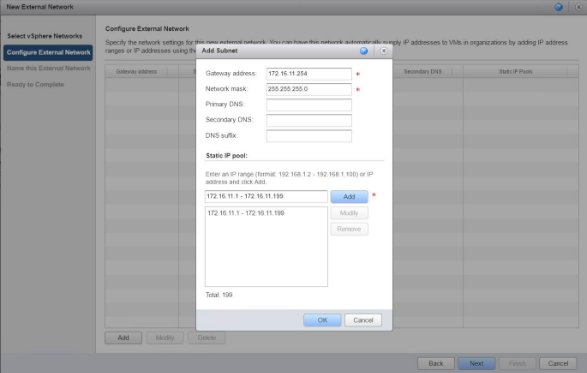 New External Network
Select vSphere Networks
Configure External Network
Name this External Network
Ready to Complete
Configure External Network
Specify the network settings for this new external network. You can have this network automatically supply IP addresses to VMs in organizations by adding IP address
ranges or IP addresses using the
Gateway address
Secondary DNS
Static IP Pools
Add Subnet
Gateway address: 172.16.11.254 *
Network mask: 255.255.255.0 *
Primary DNS:
Secondary DNS:
DNS suffix:
Static IP pool:
Enter an IP range (format: 192.168.1.2 - 192.168.1.100) or IP
address and click Add.
172.16.11.1 - 172.16.11.199 Add *
172.16.11.1 - 172.16.11.199 Modify
Remove
Total: 199
OK Cancel
Add Modify Delete
Back Next Finish Cancel